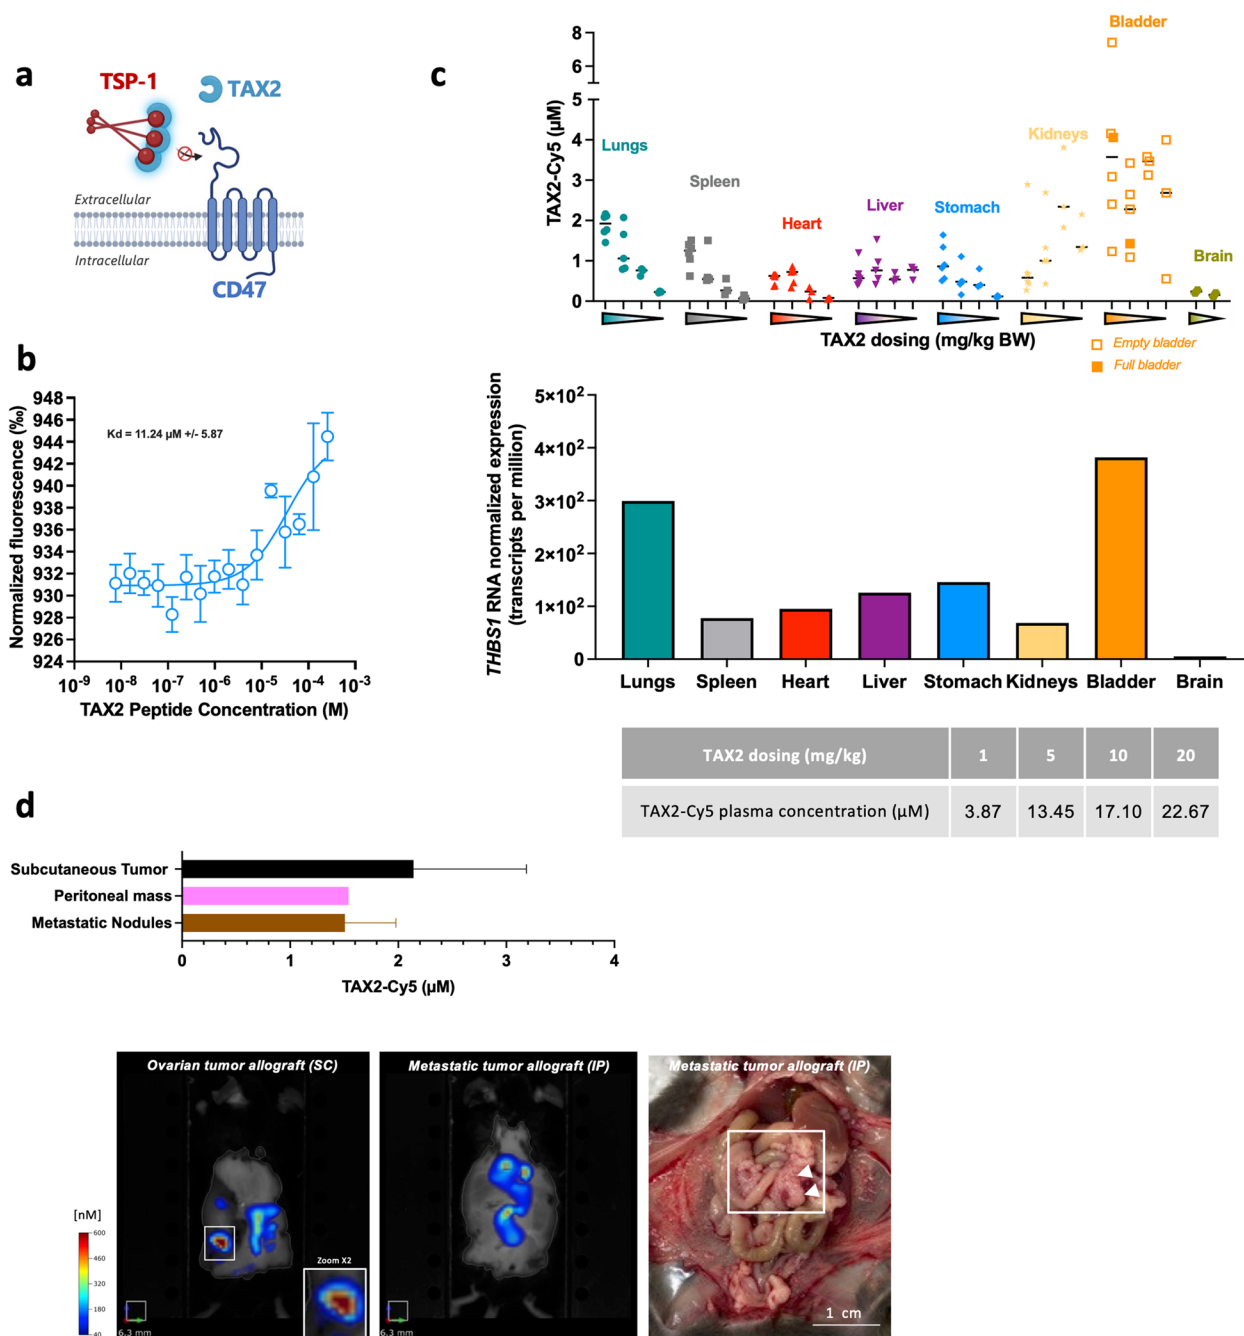 a
TSP-1
TAX2
Extracellular
Intracellular
CD47
c
TAX2-Cy5 (µM)
8
6
5
4
3
2
1
0
Lungs
Spleen
Heart
Liver
Stomach
Kidneys
Bladder
Brain
TAX2 dosing (mg/kg BW)
Empty bladder
Full bladder
b
Normalized fluorescence (‰)
948
946
944
942
940
938
936
934
932
930
928
926
924
Kd = 11.24 µM +/- 5.87
10⁻⁹ 10⁻⁸ 10⁻⁷ 10⁻⁶ 10⁻⁵ 10⁻⁴ 10⁻³
TAX2 Peptide Concentration (M)
THBS1 RNA normalized expression
(transcripts per million)
5×10²
4×10²
3×10²
2×10²
1×10²
0
Lungs Spleen Heart Liver Stomach Kidneys Bladder Brain
TAX2 dosing (mg/kg) 1 5 10 20
TAX2-Cy5 plasma concentration (µM) 3.87 13.45 17.10 22.67
d
Subcutaneous Tumor
Peritoneal mass
Metastatic Nodules
0 1 2 3 4
TAX2-Cy5 (µM)
Ovarian tumor allograft (SC)
Metastatic tumor allograft (IP)
Metastatic tumor allograft (IP)
[nM]
600
460
320
180
40
Zoom X2
6.3 mm
6.3 mm
1 cm